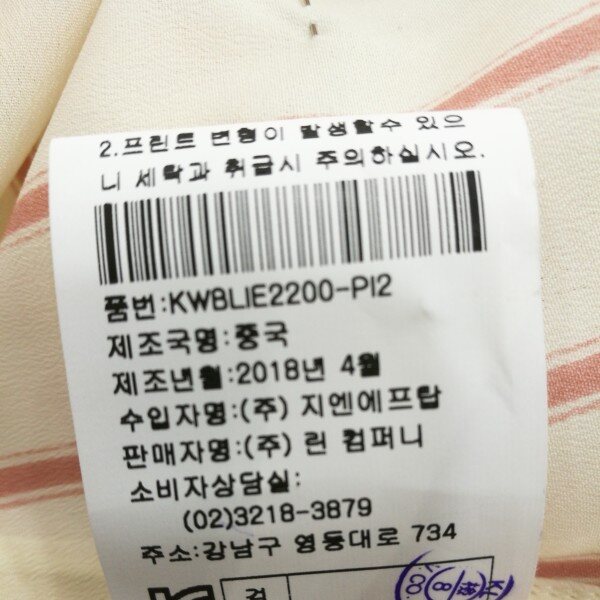 2.프린트 변형이 발생할수 있으
니 세탁과 취급시 주의하십시오.
품번:KWBLIE2200-PI2
제조국명:중국
제조년월:2018년 4월
수입자명:(주) 지엔에프탑
판매자명:(주) 린 컴퍼니
소비자상담실:
(02)3218-3879
주소:강남구 영동대로 734